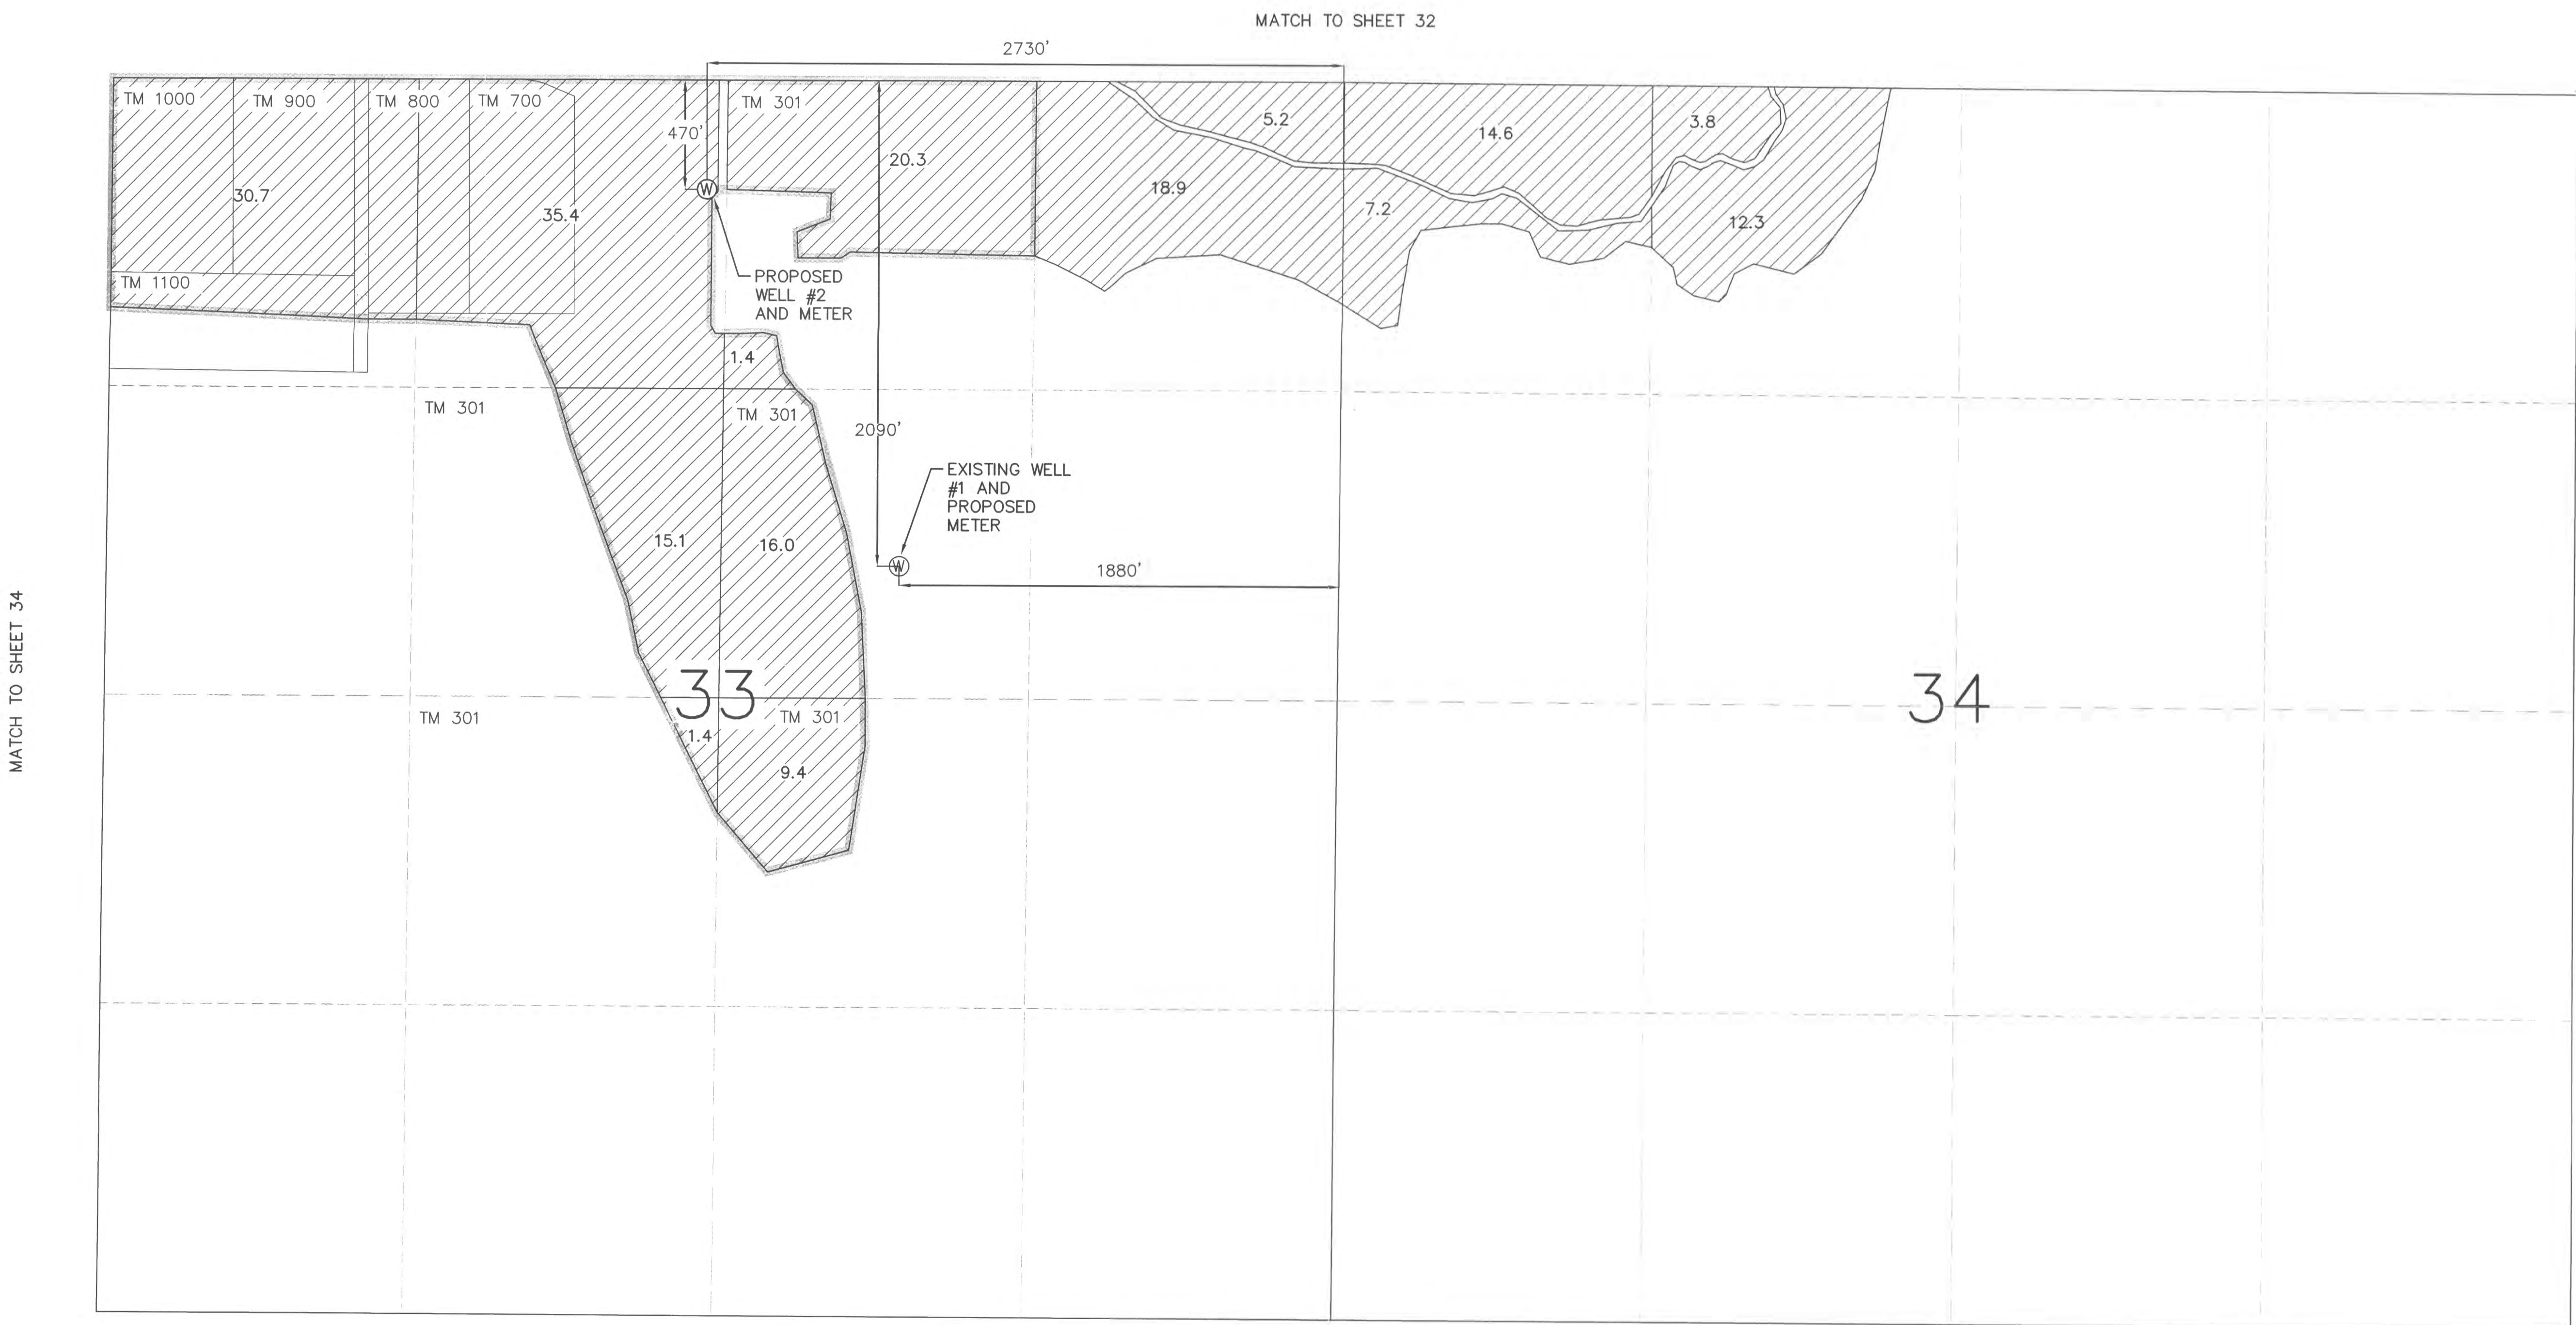 MATCH TO SHEET 32
2730'
TM 1000
TM 900
TM 800
TM 700
TM 301
470'
5.2
14.6
3.8
20.3
30.7
35.4
18.9
7.2
12.3
TM 1100
PROPOSED
WELL #2
AND METER
W
1.4
TM 301
TM 301
2090'
EXISTING WELL
#1 AND
PROPOSED
METER
W
15.1
16.0
1880'
MATCH TO SHEET 34
33
34
TM 301
TM 301
1.4
9.4